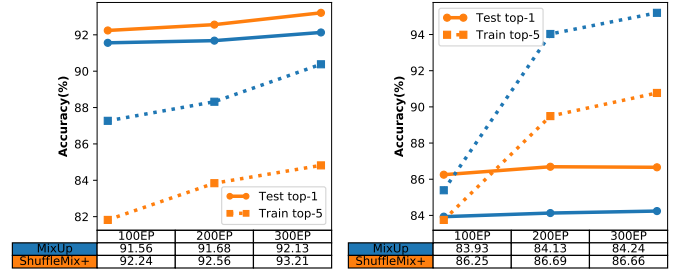 Accuracy(%)
92
90
88
86
84
82
Test top-1
Train top-5
100EP 200EP 300EP
MixUp 91.56 91.68 92.13
ShuffleMix+ 92.24 92.56 93.21
Accuracy(%)
94
92
90
88
86
84
Test top-1
Train top-5
100EP 200EP 300EP
MixUp 83.93 84.13 84.24
ShuffleMix+ 86.25 86.69 86.66